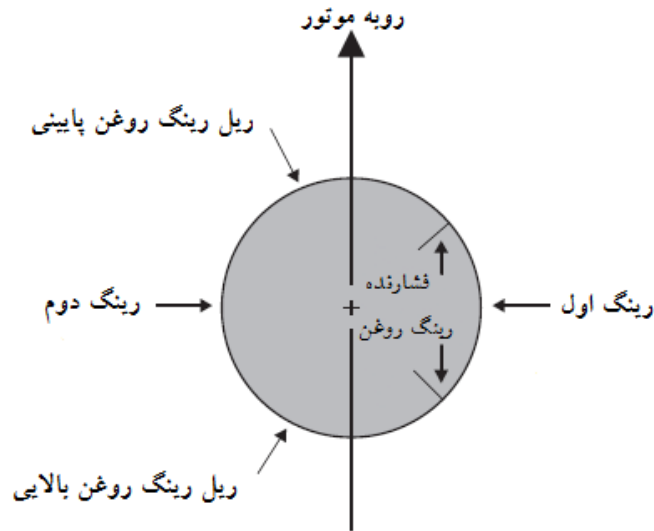 روبه موتور
ریل رینگ روغن پایینی
فشارنده
رینگ دوم
رینگ اول
رینگ روغن
ریل رینگ روغن بالایی